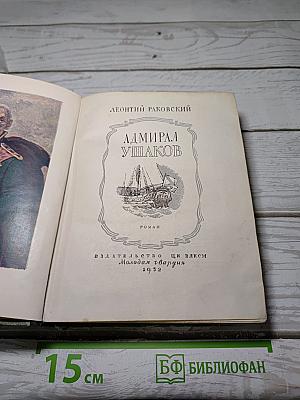 ЛЕОНТИЙ РАКОВСКИЙ
АДМИРАЛ
УШАКОВ
РОМАН
ИЗДАТЕЛЬСТВО ЦК ВЛКСМ
Молодая гвардия
1952
15 см
БФ БИБЛИОФАН